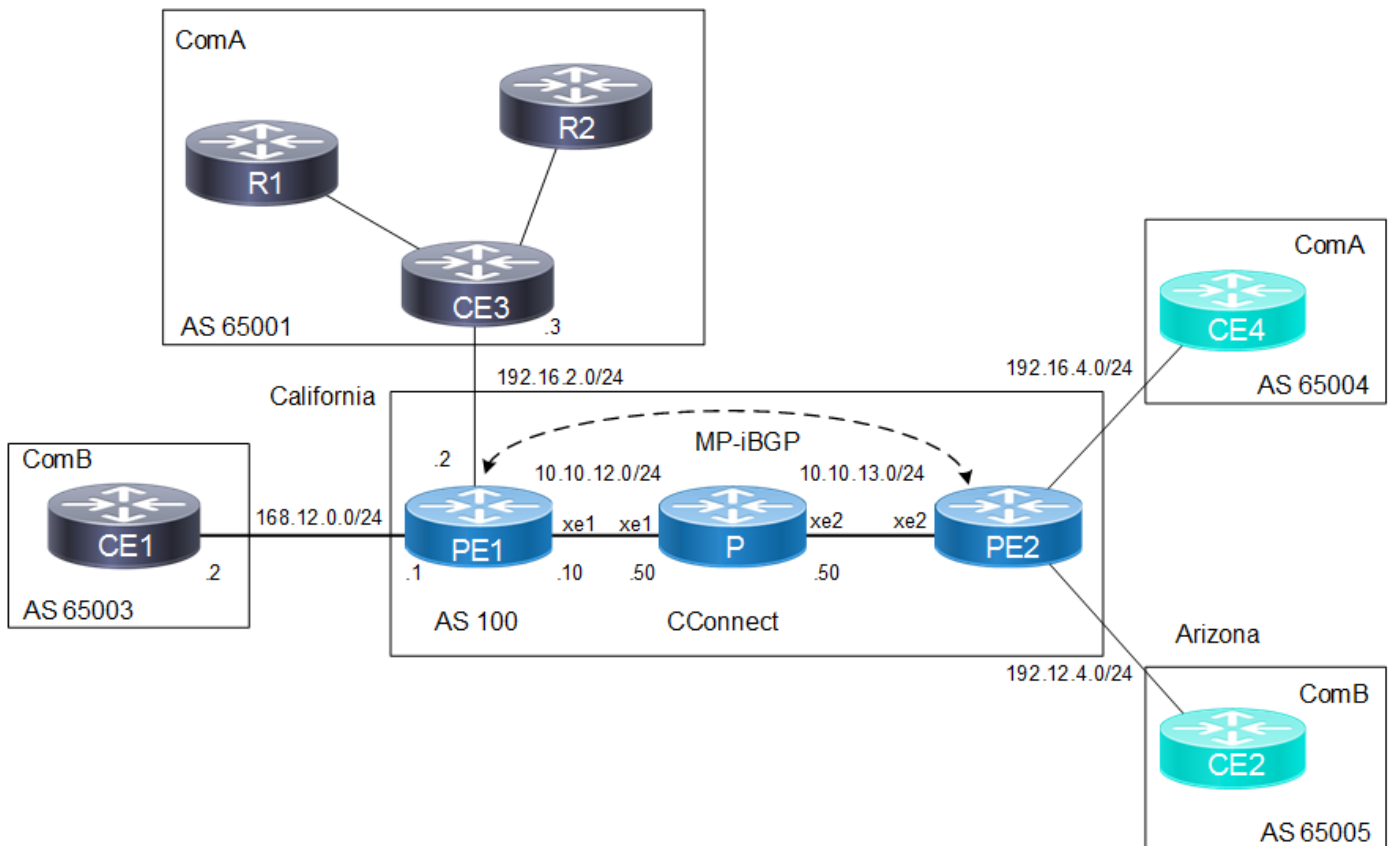 ComA
R2
R1
CE3
.3
AS 65001
ComA
CE4
AS 65004
192.16.2.0/24
192.16.4.0/24
California
MP-iBGP
ComB
.2
10.10.12.0/24
10.10.13.0/24
168.12.0.0/24
xe1
xe1
xe2
xe2
CE1
PE1
P
PE2
.2
.1
.10
.50
.50
AS 65003
AS 100
CConnect
Arizona
192.12.4.0/24
ComB
CE2
AS 65005